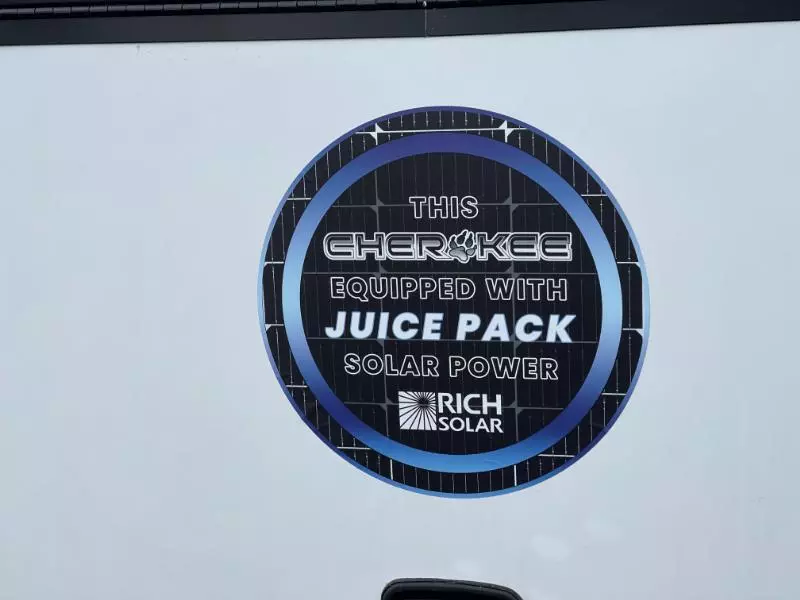 THIS
CHEROKEE
EQUIPPED WITH
JUICE PACK
SOLAR POWER
RICH
SOLAR